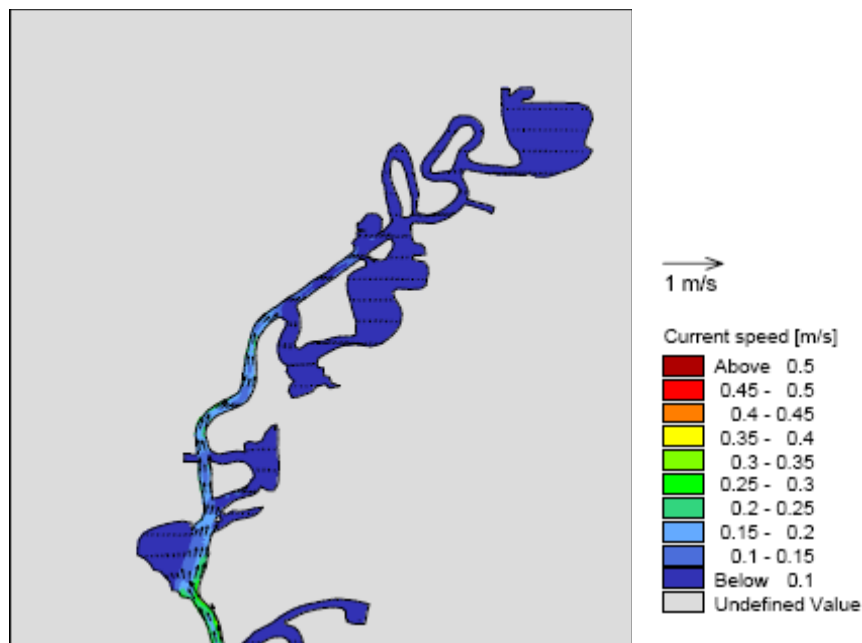 1 m/s
Current speed [m/s]
Above 0.5
0.45 - 0.5
0.4 - 0.45
0.35 - 0.4
0.3 - 0.35
0.25 - 0.3
0.2 - 0.25
0.15 - 0.2
0.1 - 0.15
Below 0.1
Undefined Value